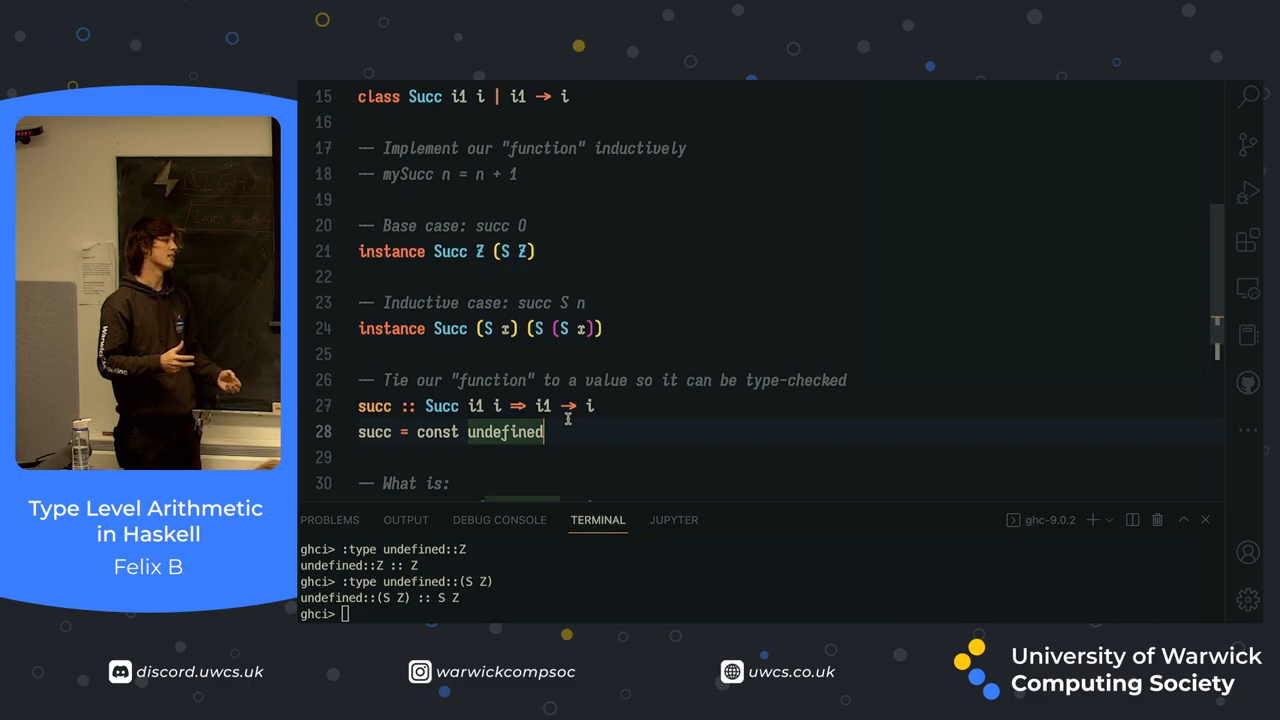 15 class Succ i1 i | i1 → i
16
17 -- Implement our "function" inductively
18 -- mySucc n = n + 1
19
20 -- Base case: succ 0
21 instance Succ Z (S Z)
22
23 -- Inductive case: succ S n
24 instance Succ (S x) (S (S x))
25
26 -- Tie our "function" to a value so it can be type-checked
27 succ :: Succ i1 i ⇒ i1 → i
28 succ = const undefined
29
30 -- What is:
PROBLEMS OUTPUT DEBUG CONSOLE TERMINAL JUPYTER ghc-9.0.2
ghci> :type undefined::Z
undefined::Z :: Z
ghci> :type undefined::(S Z)
undefined::(S Z) :: S Z
ghci>
Type Level Arithmetic
in Haskell
Felix B
discord.uwcs.uk
warwickcompsoc
uwcs.co.uk
University of Warwick
Computing Society